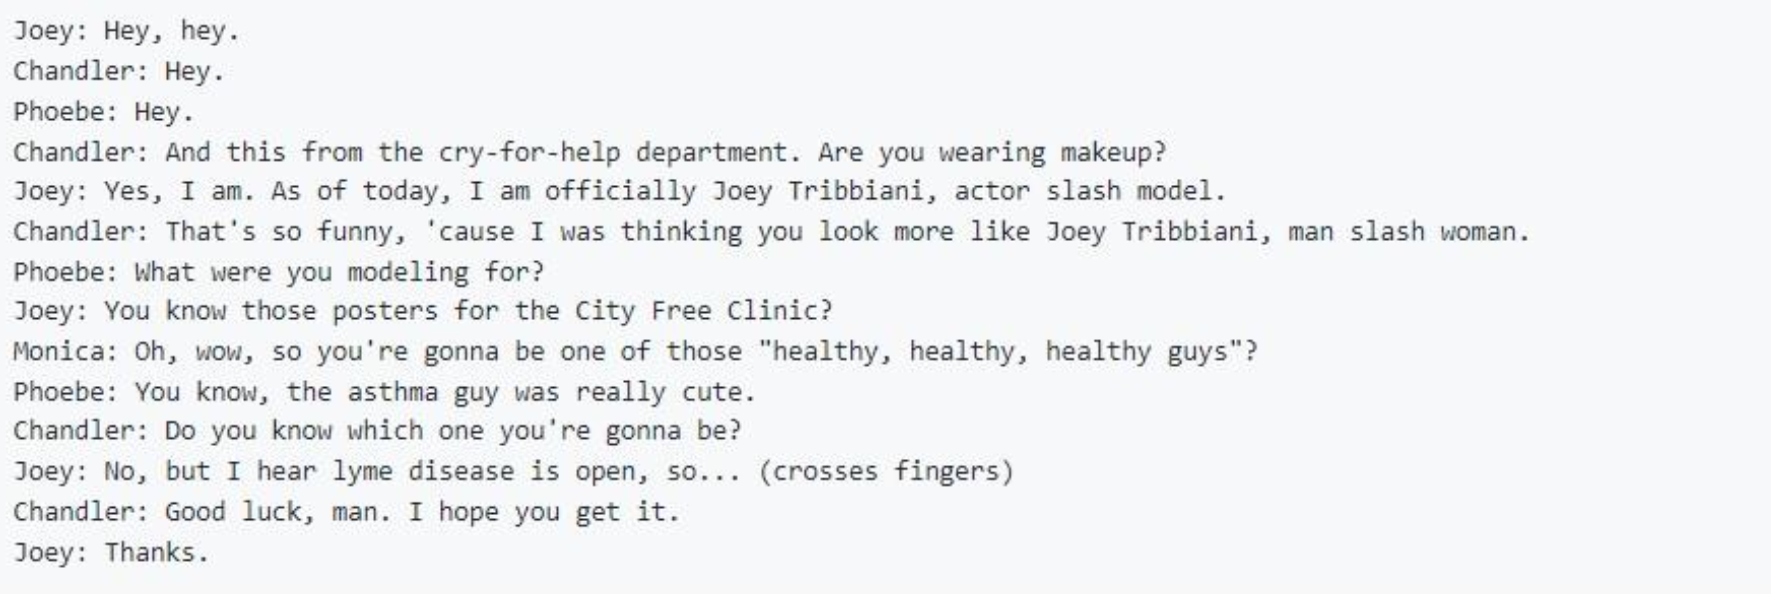 Joey: Hey, hey.
Chandler: Hey.
Phoebe: Hey.
Chandler: And this from the cry-for-help department. Are you wearing makeup?
Joey: Yes, I am. As of today, I am officially Joey Tribbiani, actor slash model.
Chandler: That's so funny, 'cause I was thinking you look more like Joey Tribbiani, man slash woman.
Phoebe: What were you modeling for?
Joey: You know those posters for the City Free Clinic?
Monica: Oh, wow, so you're gonna be one of those "healthy, healthy, healthy guys"?
Phoebe: You know, the asthma guy was really cute.
Chandler: Do you know which one you're gonna be?
Joey: No, but I hear lyme disease is open, so... (crosses fingers)
Chandler: Good luck, man. I hope you get it.
Joey: Thanks.